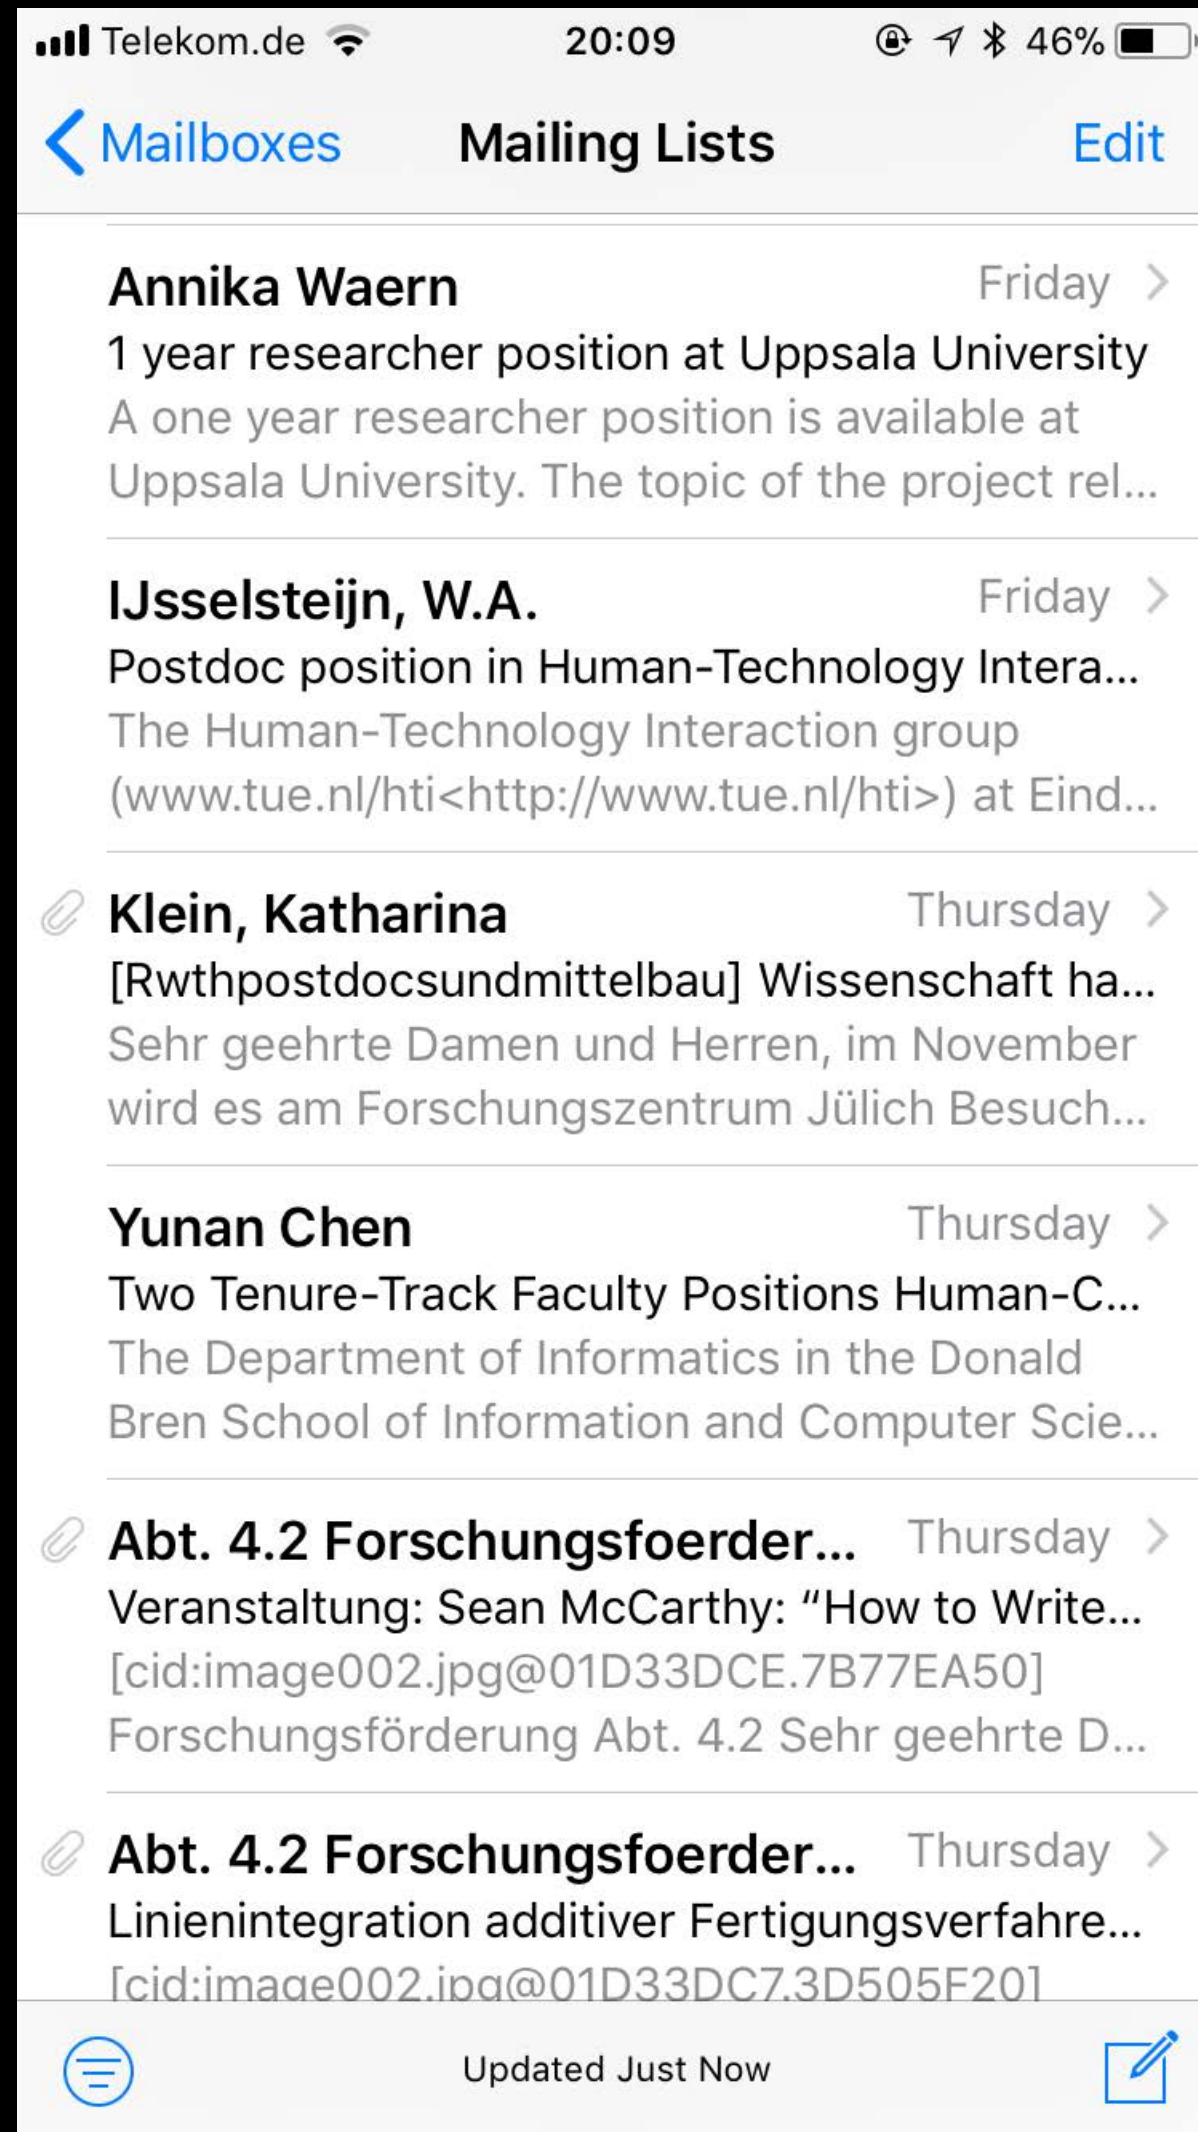 Telekom.de 20:09 46%
Mailboxes Mailing Lists Edit
Annika Waern Friday
1 year researcher position at Uppsala University
A one year researcher position is available at
Uppsala University. The topic of the project rel...
IJsselsteijn, W.A. Friday
Postdoc position in Human-Technology Intera...
The Human-Technology Interaction group
(www.tue.nl/hti<http://www.tue.nl/hti>) at Eind...
Klein, Katharina Thursday
[Rwthpostdocsundmittelbau] Wissenschaft ha...
Sehr geehrte Damen und Herren, im November
wird es am Forschungszentrum Jülich Besuch...
Yunan Chen Thursday
Two Tenure-Track Faculty Positions Human-C...
The Department of Informatics in the Donald
Bren School of Information and Computer Scie...
Abt. 4.2 Forschungsfoerder... Thursday
Veranstaltung: Sean McCarthy: “How to Write...
[cid:image002.jpg@01D33DCE.7B77EA50]
Forschungsförderung Abt. 4.2 Sehr geehrte D...
Abt. 4.2 Forschungsfoerder... Thursday
Linienintegration additiver Fertigungsverfahre...
[cid:image002.jpg@01D33DC7.3D505F20]
Updated Just Now